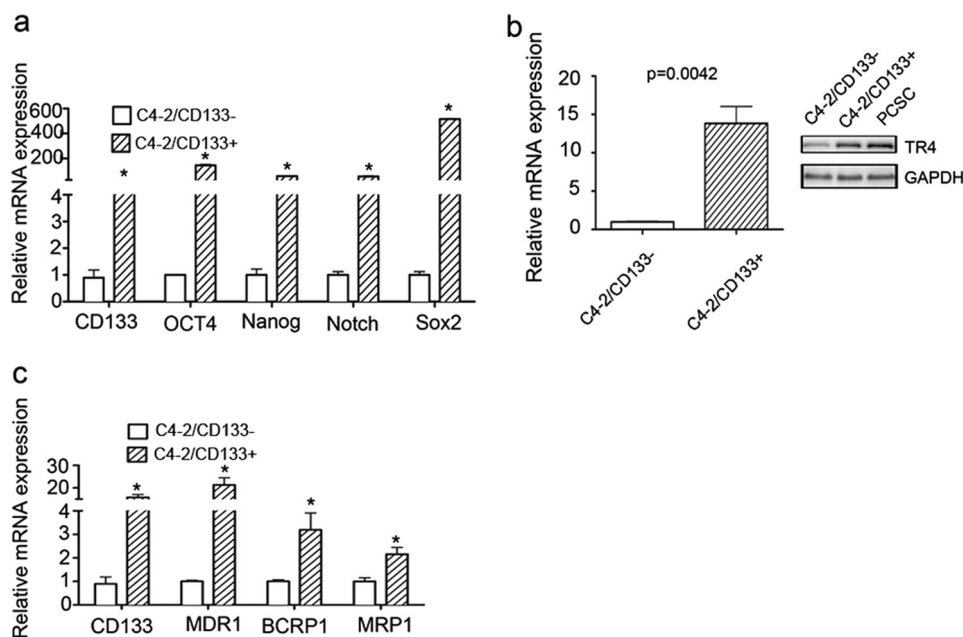 a
C4-2/CD133-
C4-2/CD133+
Relative mRNA expression
600
400
200
4
3
2
1
0
* * * * *
CD133 OCT4 Nanog Notch Sox2
b
p=0.0042
Relative mRNA expression
20
15
10
5
0
C4-2/CD133-
C4-2/CD133+
C4-2/CD133-
C4-2/CD133+
PCSC
TR4
GAPDH
c
C4-2/CD133-
C4-2/CD133+
Relative mRNA expression
30
20
10
4
3
2
1
0
* * * *
CD133 MDR1 BCRP1 MRP1